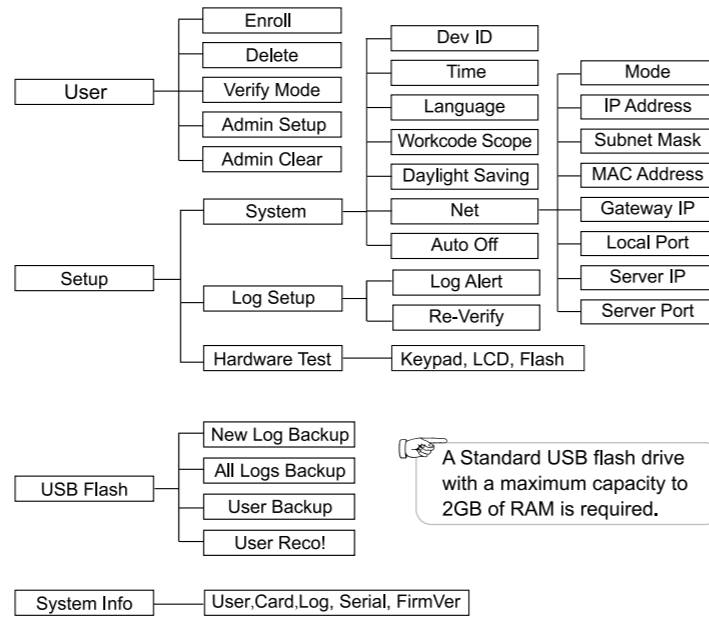 User
Enroll
Delete
Verify Mode
Admin Setup
Admin Clear
Setup
System
Dev ID
Time
Language
Workcode Scope
Daylight Saving
Net
Auto Off
Mode
IP Address
Subnet Mask
MAC Address
Gateway IP
Local Port
Server IP
Server Port
Log Setup
Log Alert
Re-Verify
Hardware Test
Keypad, LCD, Flash
USB Flash
New Log Backup
All Logs Backup
User Backup
User Reco!
A Standard USB flash drive
with a maximum capacity to
2GB of RAM is required.
System Info
User,Card,Log, Serial, FirmVer